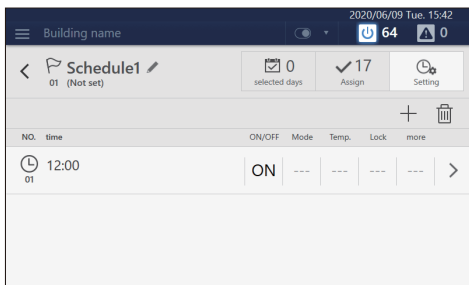 2020/06/09 Tue. 15:42
Building name 64 0
Schedule1 0 17
01 (Not set) selected days Assign Setting
NO. time ON/OFF Mode Temp. Lock more
12:00 ON --- --- --- ---
01